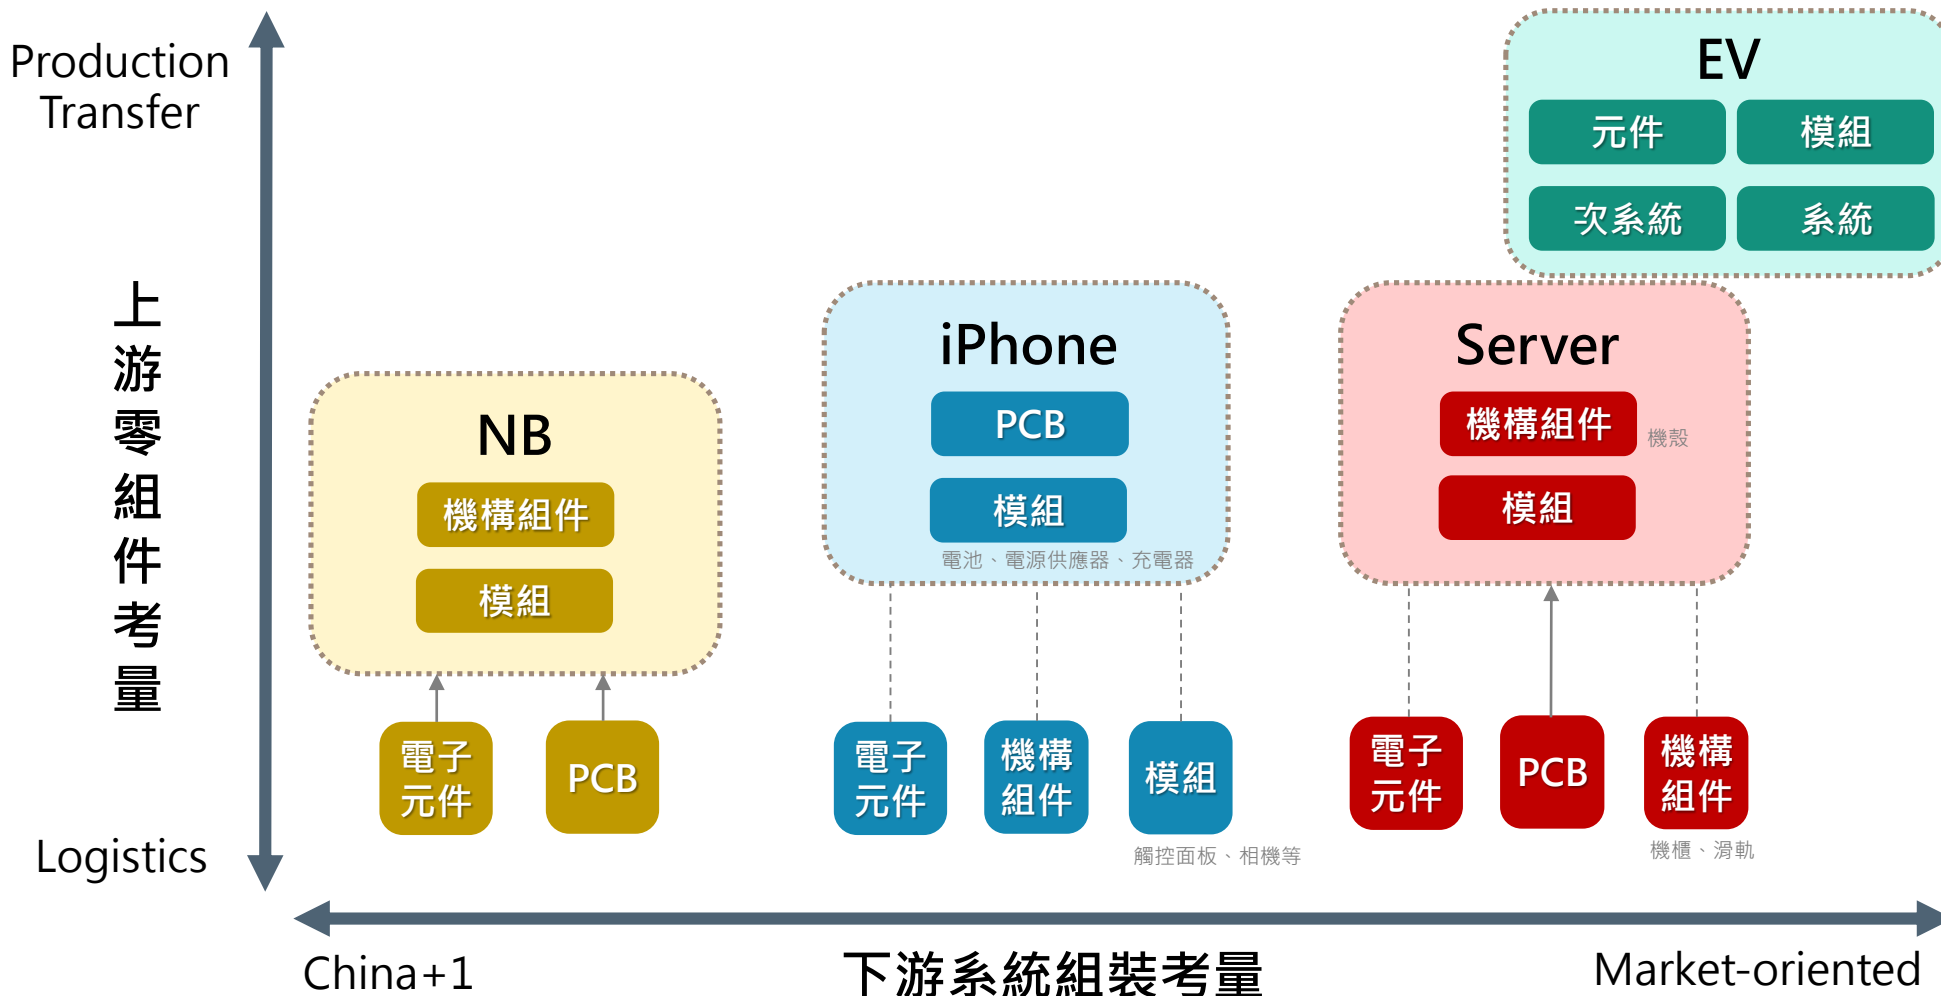 Production
Transfer
上
游
零
組
件
考
量
Logistics
EV
元件
模組
次系統
系統
NB
機構組件
模組
電子
元件
PCB
iPhone
PCB
模組
電池、電源供應器、充電器
電子
元件
機構
組件
模組
觸控面板、相機等
Server
機構組件
機殼
模組
電子
元件
PCB
機構
組件
機櫃、滑軌
China+1
下游系統組裝考量
Market-oriented